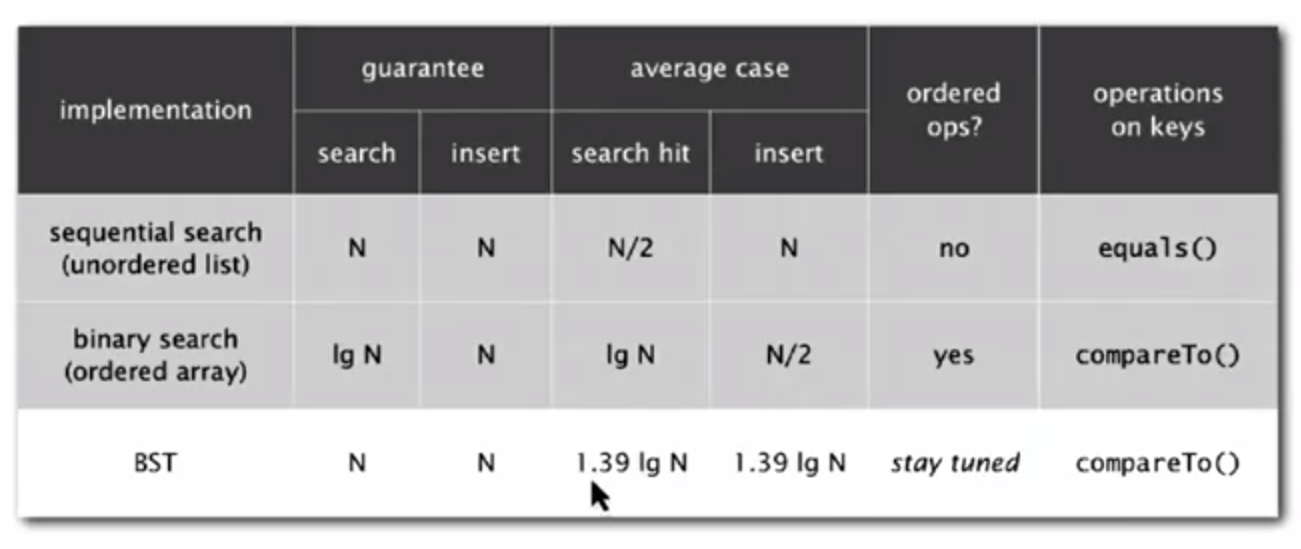 implementation
guarantee
average case
ordered
ops?
operations
on keys
search
insert
search hit
insert
sequential search
(unordered list)
N
N
N/2
N
no
equals()
binary search
(ordered array)
lg N
N
lg N
N/2
yes
compareTo()
BST
N
N
1.39 lg N
1.39 lg N
stay tuned
compareTo()